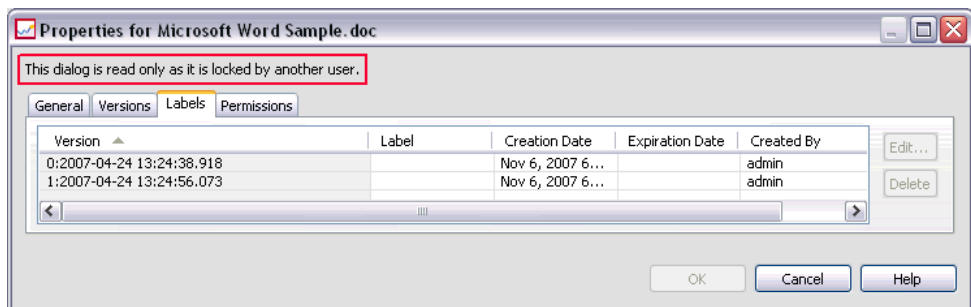 Properties for Microsoft Word Sample.doc
This dialog is read only as it is locked by another user.
General Versions Labels Permissions
Version Label Creation Date Expiration Date Created By
0:2007-04-24 13:24:38.918 Nov 6, 2007 6... admin
1:2007-04-24 13:24:56.073 Nov 6, 2007 6... admin
Edit...
Delete
OK Cancel Help